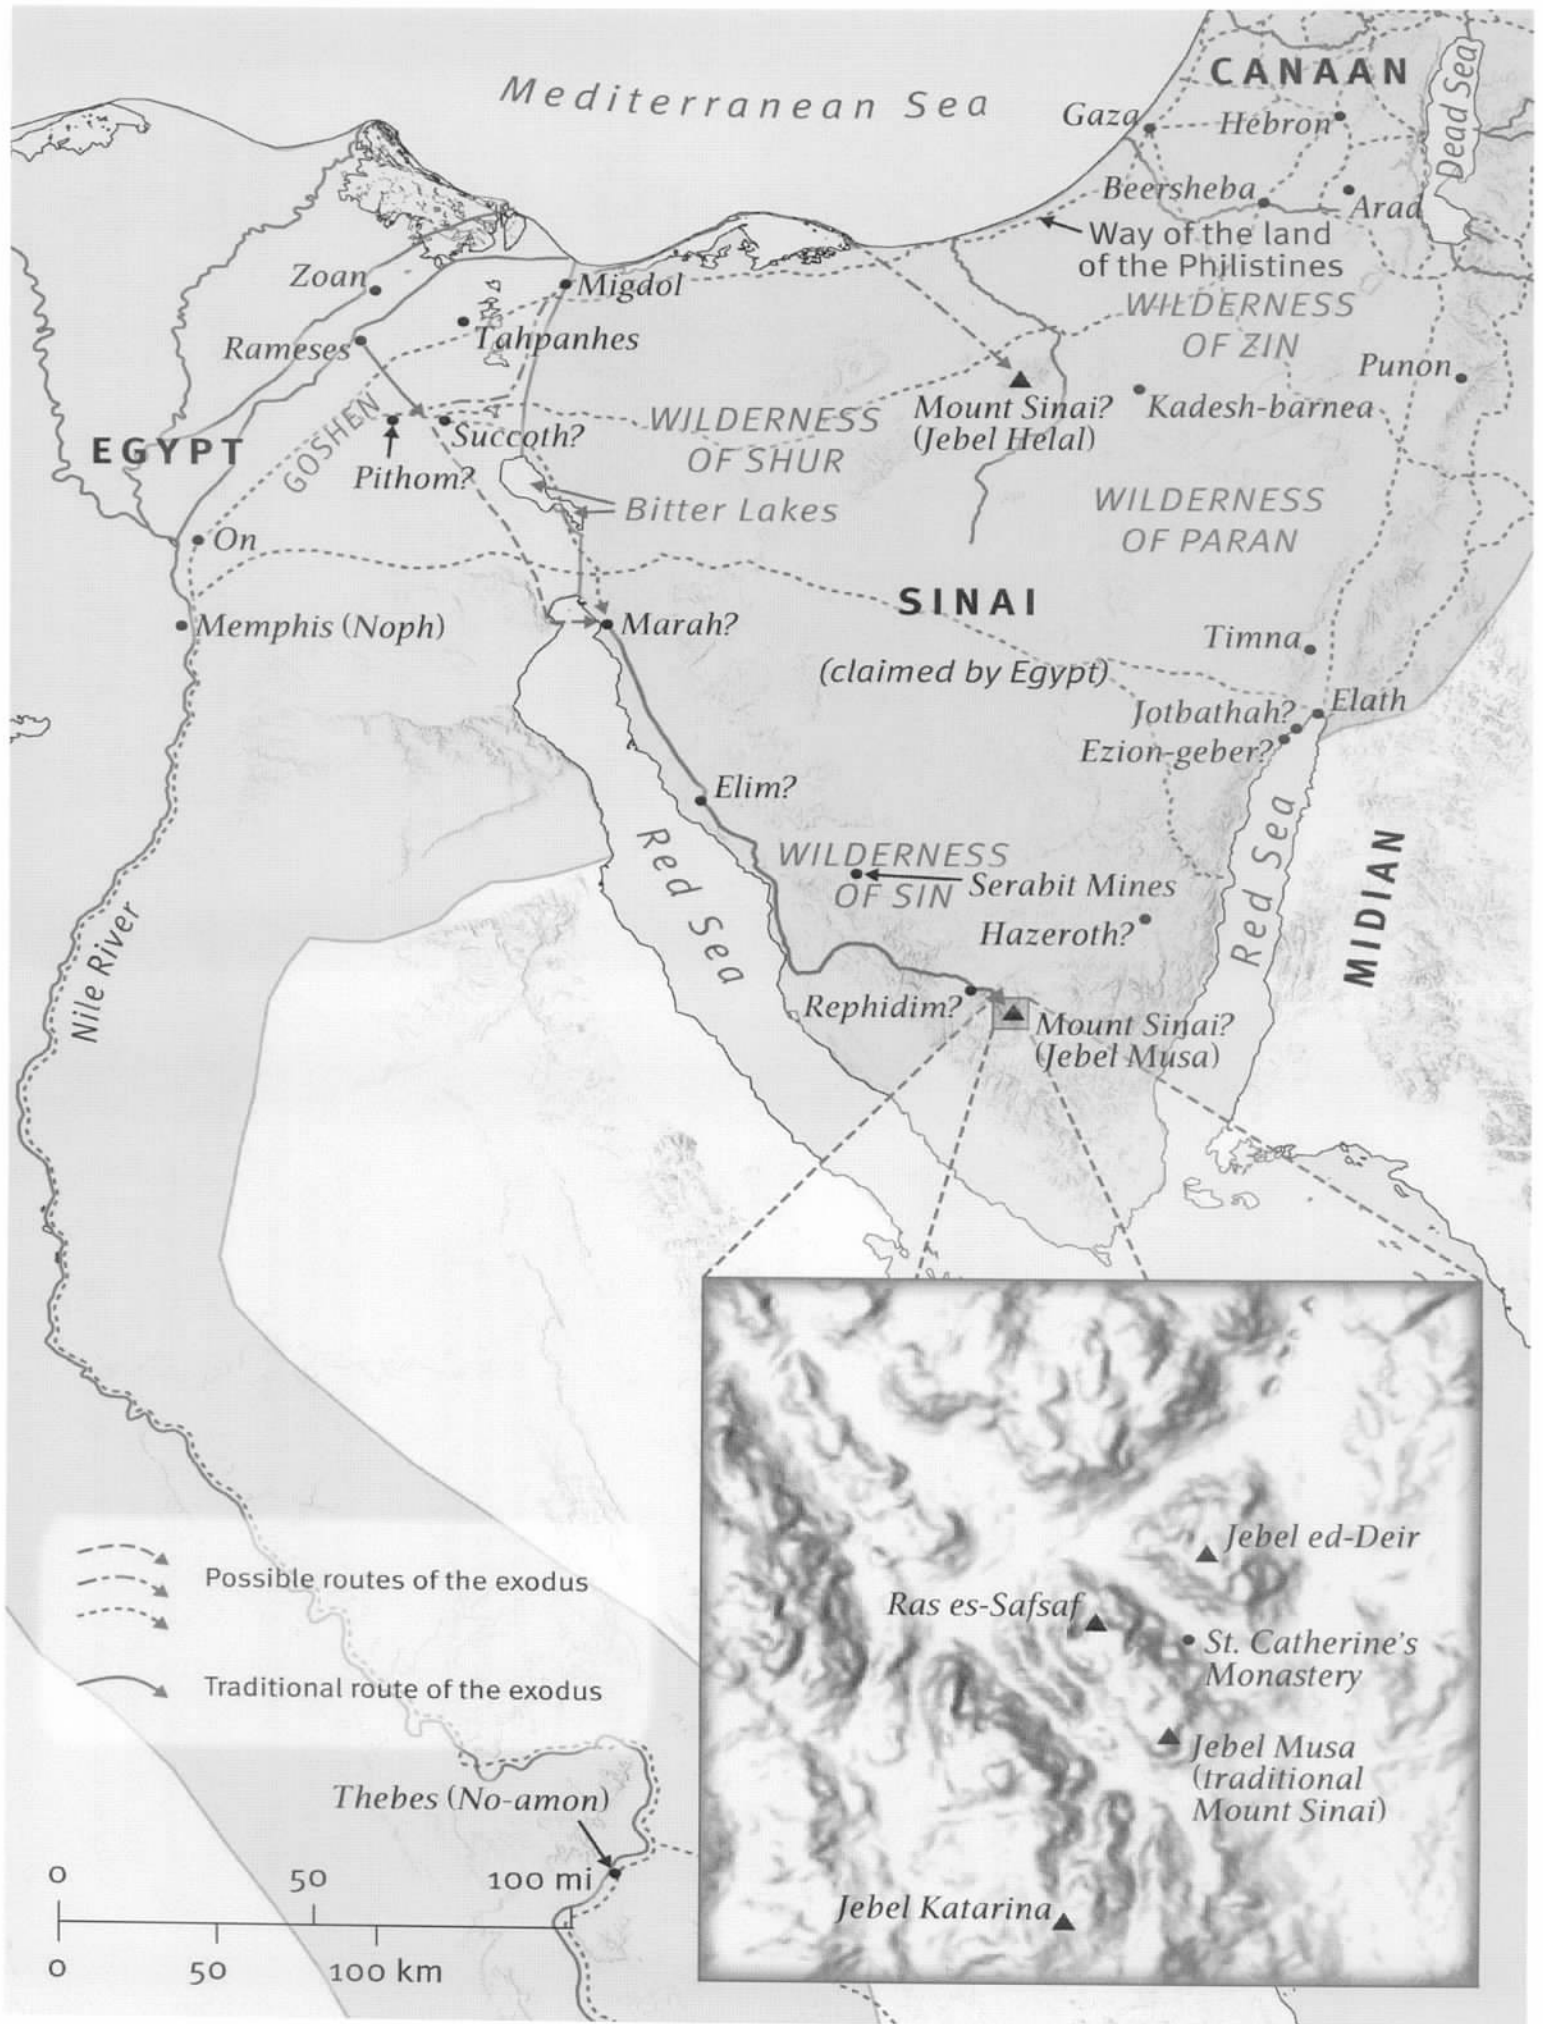 Mediterranean Sea
CANAAN
Dead Sea
Gaza
Hebron
Beersheba
Arad
Way of the land
of the Philistines
Zoan
Migdol
WILDERNESS
OF ZIN
Rameses
Tahpanhes
Punon
Mount Sinai?
(Jebel Helal)
Kadesh-barnea
GOSHEN
WILDERNESS
OF SHUR
EGYPT
Succoth?
Pithom?
Bitter Lakes
WILDERNESS
OF PARAN
On
SINAI
Memphis (Noph)
Marah?
Timna
(claimed by Egypt)
Elath
Jotbathah?
Ezion-geber?
Elim?
Red Sea
Red Sea
MIDIAN
WILDERNESS
OF SIN
Serabit Mines
Hazeroth?
Nile River
Rephidim?
Mount Sinai?
(Jebel Musa)
Jebel ed-Deir
Possible routes of the exodus
Ras es-Safsaf
St. Catherine's
Monastery
Traditional route of the exodus
Jebel Musa
(traditional
Mount Sinai)
Thebes (No-amon)
0 50 100 mi
Jebel Katarina
0 50 100 km